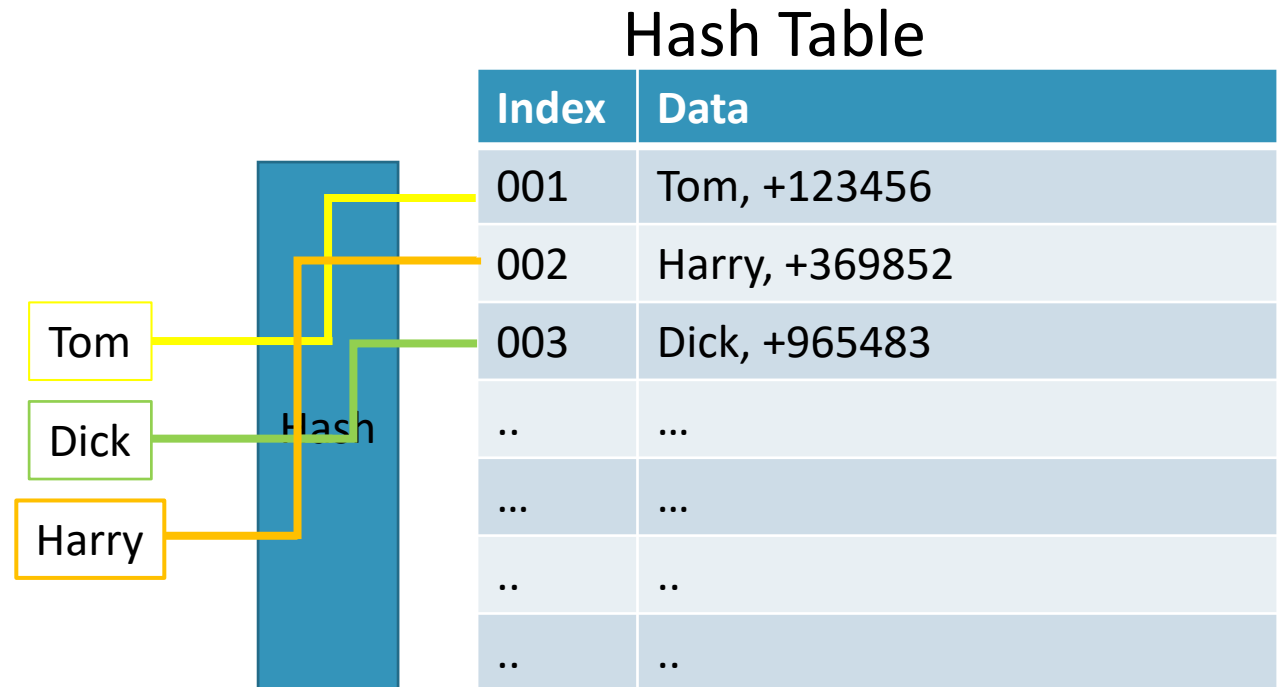 Hash Table
Index Data
001 Tom, +123456
002 Harry, +369852
003 Dick, +965483
.. ...
... ...
.. ..
.. ..
Tom
Dick
Harry
Hash